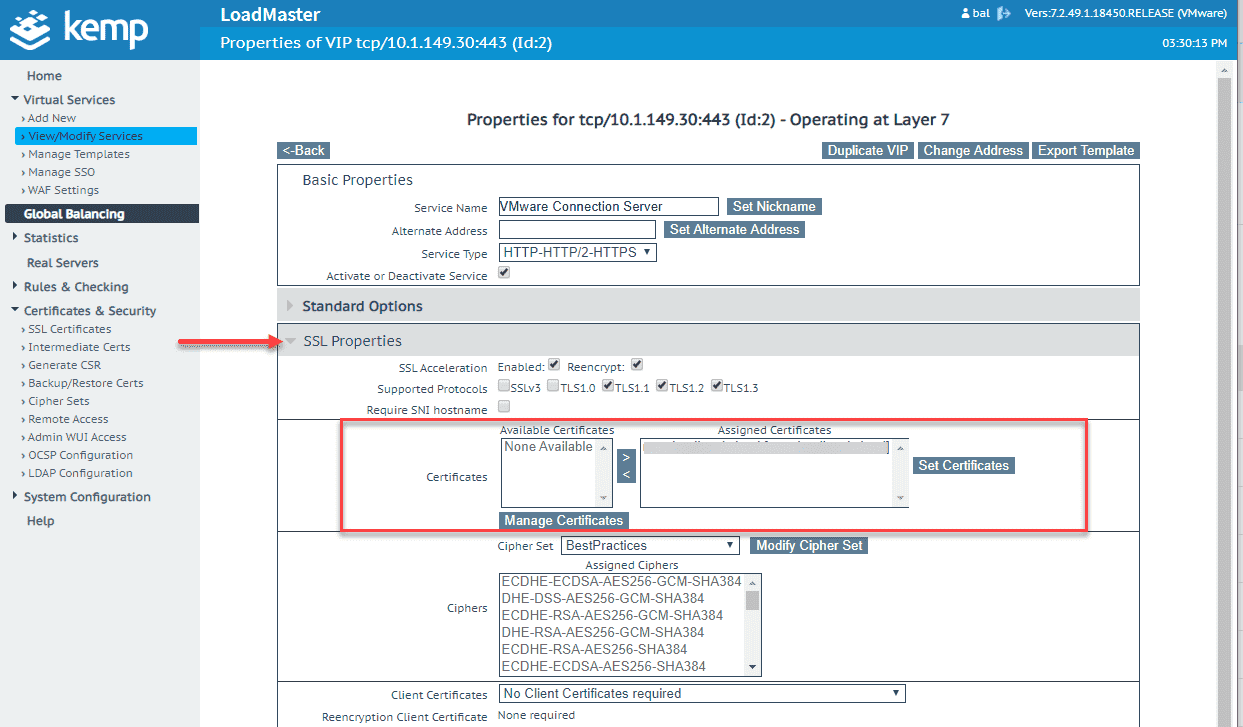 kemp
LoadMaster
bal Vers:7.2.49.1.18450.RELEASE (VMware)
Properties of VIP tcp/10.1.149.30:443 (Id:2)
03:30:13 PM
Home
Virtual Services
Add New
View/Modify Services
Manage Templates
Manage SSO
WAF Settings
Global Balancing
Statistics
Real Servers
Rules & Checking
Certificates & Security
SSL Certificates
Intermediate Certs
Generate CSR
Backup/Restore Certs
Cipher Sets
Remote Access
Admin WUI Access
OCSP Configuration
LDAP Configuration
System Configuration
Help
Properties for tcp/10.1.149.30:443 (Id:2) - Operating at Layer 7
<-Back Duplicate VIP Change Address Export Template
Basic Properties
Service Name VMware Connection Server Set Nickname
Alternate Address Set Alternate Address
Service Type HTTP-HTTP/2-HTTPS
Activate or Deactivate Service
Standard Options
SSL Properties
SSL Acceleration Enabled: Reencrypt:
Supported Protocols SSLv3 TLS1.0 TLS1.1 TLS1.2 TLS1.3
Require SNI hostname
Available Certificates Assigned Certificates
None Available
> Set Certificates
<
Certificates
Manage Certificates
Cipher Set BestPractices Modify Cipher Set
Assigned Ciphers
Ciphers
ECDHE-ECDSA-AES256-GCM-SHA384
DHE-DSS-AES256-GCM-SHA384
ECDHE-RSA-AES256-GCM-SHA384
DHE-RSA-AES256-GCM-SHA384
ECDHE-RSA-AES256-SHA384
ECDHE-ECDSA-AES256-SHA384
Client Certificates No Client Certificates required
Reencryption Client Certificate None required